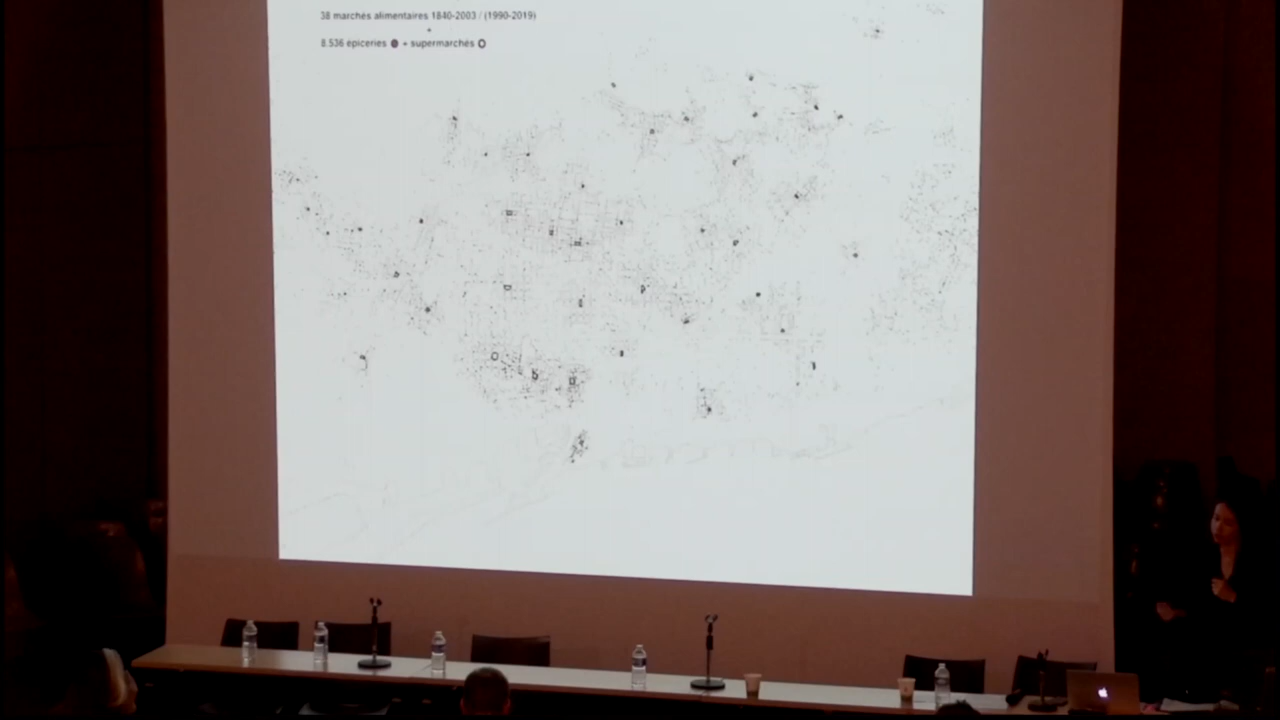 38 marchés alimentaires 1840-2003 / (1990-2019)
+
8.536 epiceries + supermarchés